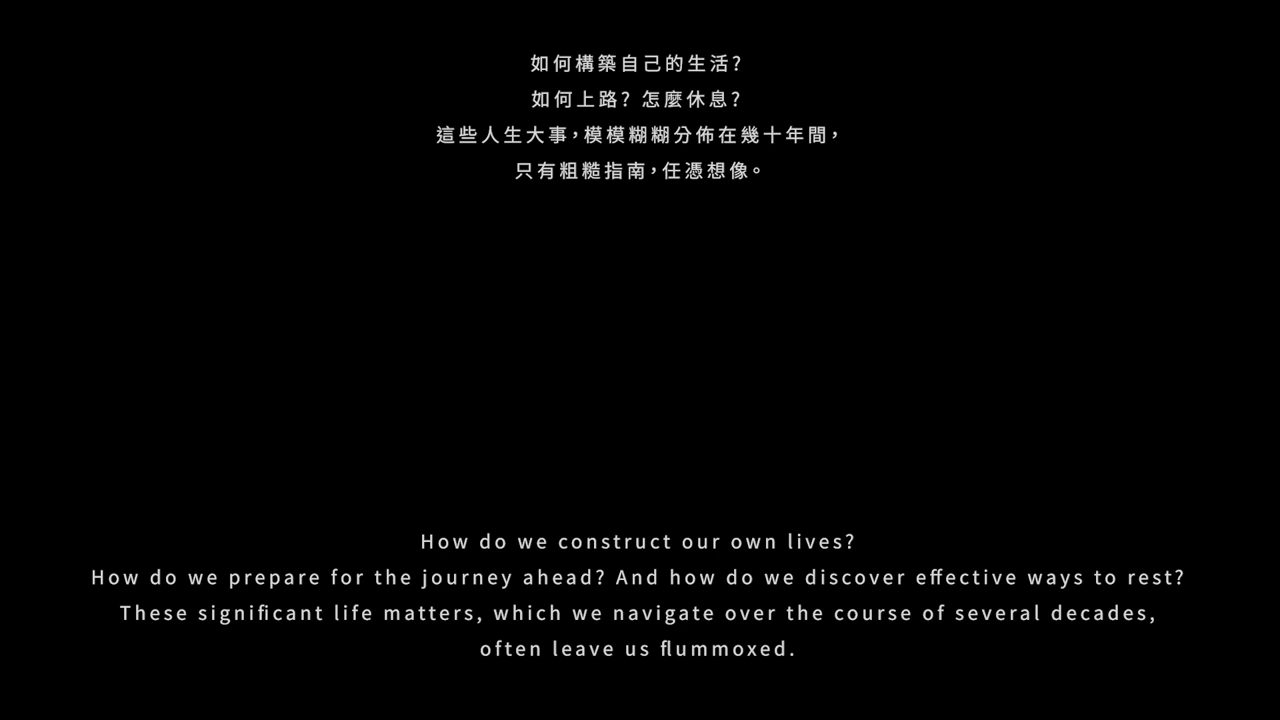 如何構築自己的生活?
如何上路? 怎麼休息?
這些人生大事,模模糊糊分佈在幾十年間,
只有粗糙指南,任憑想像。
How do we construct our own lives?
How do we prepare for the journey ahead? And how do we discover effective ways to rest?
These significant life matters, which we navigate over the course of several decades,
often leave us flummoxed.